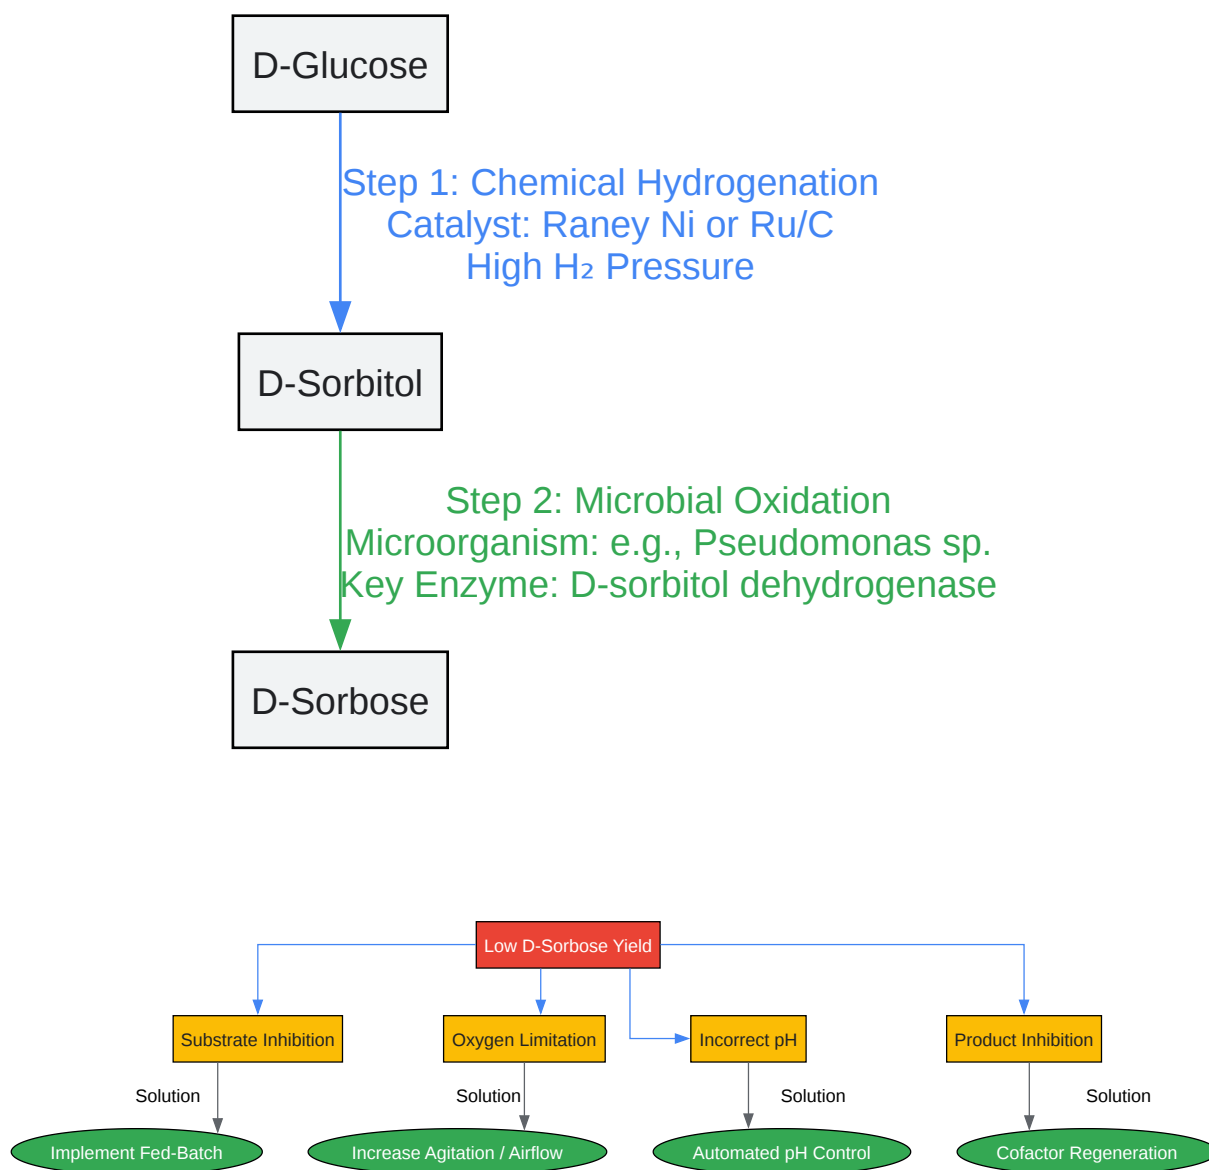 D-Glucose
Step 1: Chemical Hydrogenation
Catalyst: Raney Ni or Ru/C
High H₂ Pressure
D-Sorbitol
Step 2: Microbial Oxidation
Microorganism: e.g., Pseudomonas sp.
Key Enzyme: D-sorbitol dehydrogenase
D-Sorbose
Low D-Sorbose Yield
Substrate Inhibition
Oxygen Limitation
Incorrect pH
Product Inhibition
Solution
Solution
Solution
Solution
Implement Fed-Batch
Increase Agitation / Airflow
Automated pH Control
Cofactor Regeneration